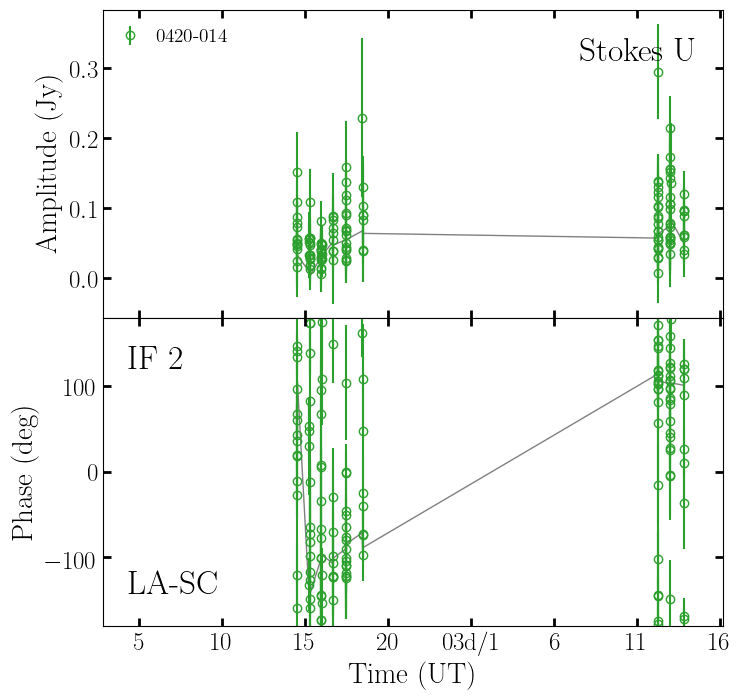 0420-014
Stokes U
Amplitude (Jy)
0.3
0.2
0.1
0.0
IF 2
Phase (deg)
100
0
−100
LA-SC
5 10 15 20 03d/1 6 11 16
Time (UT)